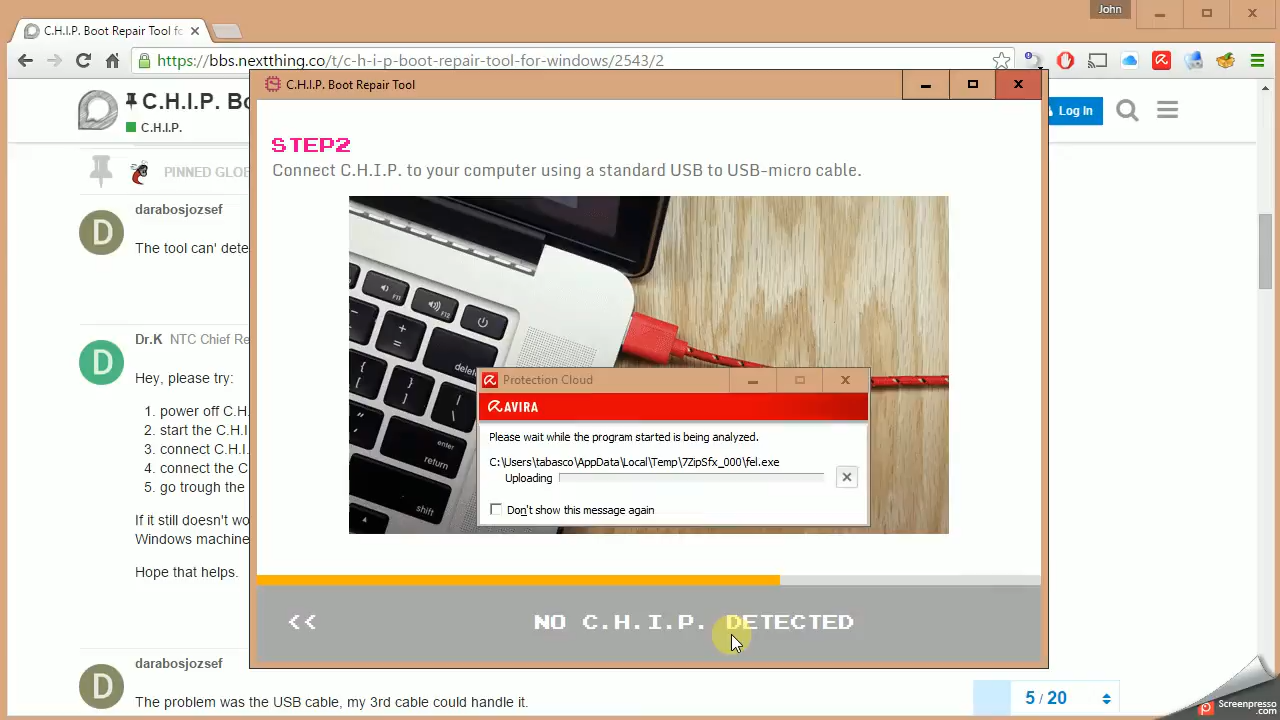 John
C.H.I.P. Boot Repair Tool fo
https://bbs.nextthing.co/t/c-h-i-p-boot-repair-tool-for-windows/2543/2
C.H.I.P. Bo
C.H.I.P.
Log In
PINNED GLOB
D
darabosjozsef
The tool can' dete
D
Dr.K NTC Chief Re
Hey, please try:
1. power off C.H.
2. start the C.H.I
3. connect C.H.I.
4. connect the C
5. go trough the
If it still doesn't wo
Windows machine
Hope that helps.
D
darabosjozsef
The problem was the USB cable, my 3rd cable could handle it.
5 / 20
C.H.I.P. Boot Repair Tool
STEP2
Connect C.H.I.P. to your computer using a standard USB to USB-micro cable.
delete
enter
return
shift
Protection Cloud
AVIRA
Please wait while the program started is being analyzed.
C:\Users\tabasco\AppData\Local\Temp\7ZipSfx_000\fel.exe
Uploading
Don't show this message again
<< NO C.H.I.P. DETECTED
Screenpresso
.com